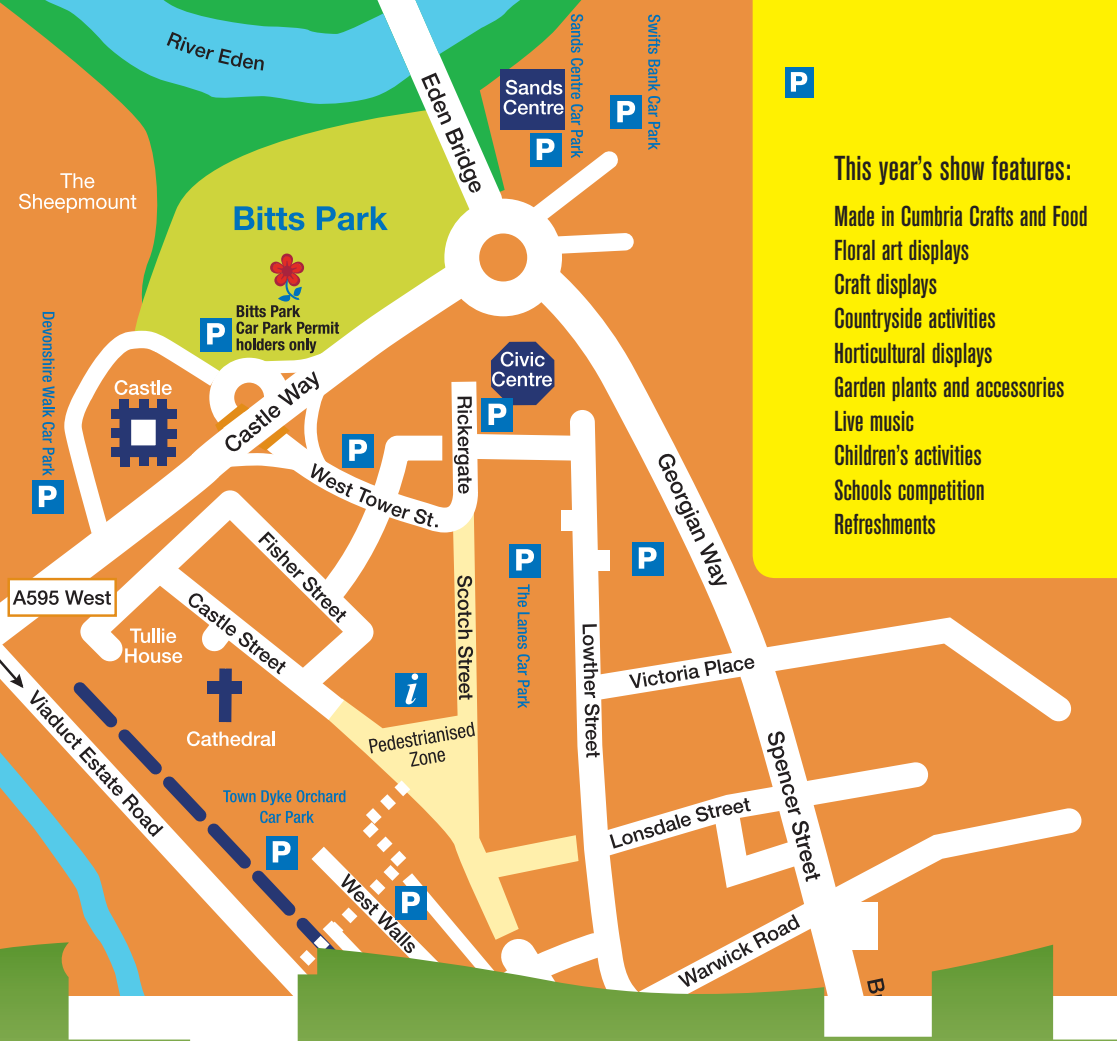 River Eden
Eden Bridge
Sands
Centre
Sands Centre Car Park
Swifts Bank Car Park
P
P
P
The
Sheepmount
Bitts Park
P
Bitts Park
Car Park Permit
holders only
This year's show features:
Made in Cumbria Crafts and Food
Floral art displays
Craft displays
Countryside activities
Horticultural displays
Garden plants and accessories
Live music
Children's activities
Schools competition
Refreshments
Devonshire Walk Car Park
P
Castle
Castle Way
Civic
Centre
P
Rickergate
P
West Tower St.
Georgian Way
Fisher Street
Castle Street
A595 West
Tullie
House
Scotch Street
P
The Lanes Car Park
P
Lowther Street
Victoria Place
i
Pedestrianised
Zone
Cathedral
Viaduct Estate Road
Town Dyke Orchard
Car Park
P
West Walls
P
Spencer Street
Lonsdale Street
Warwick Road